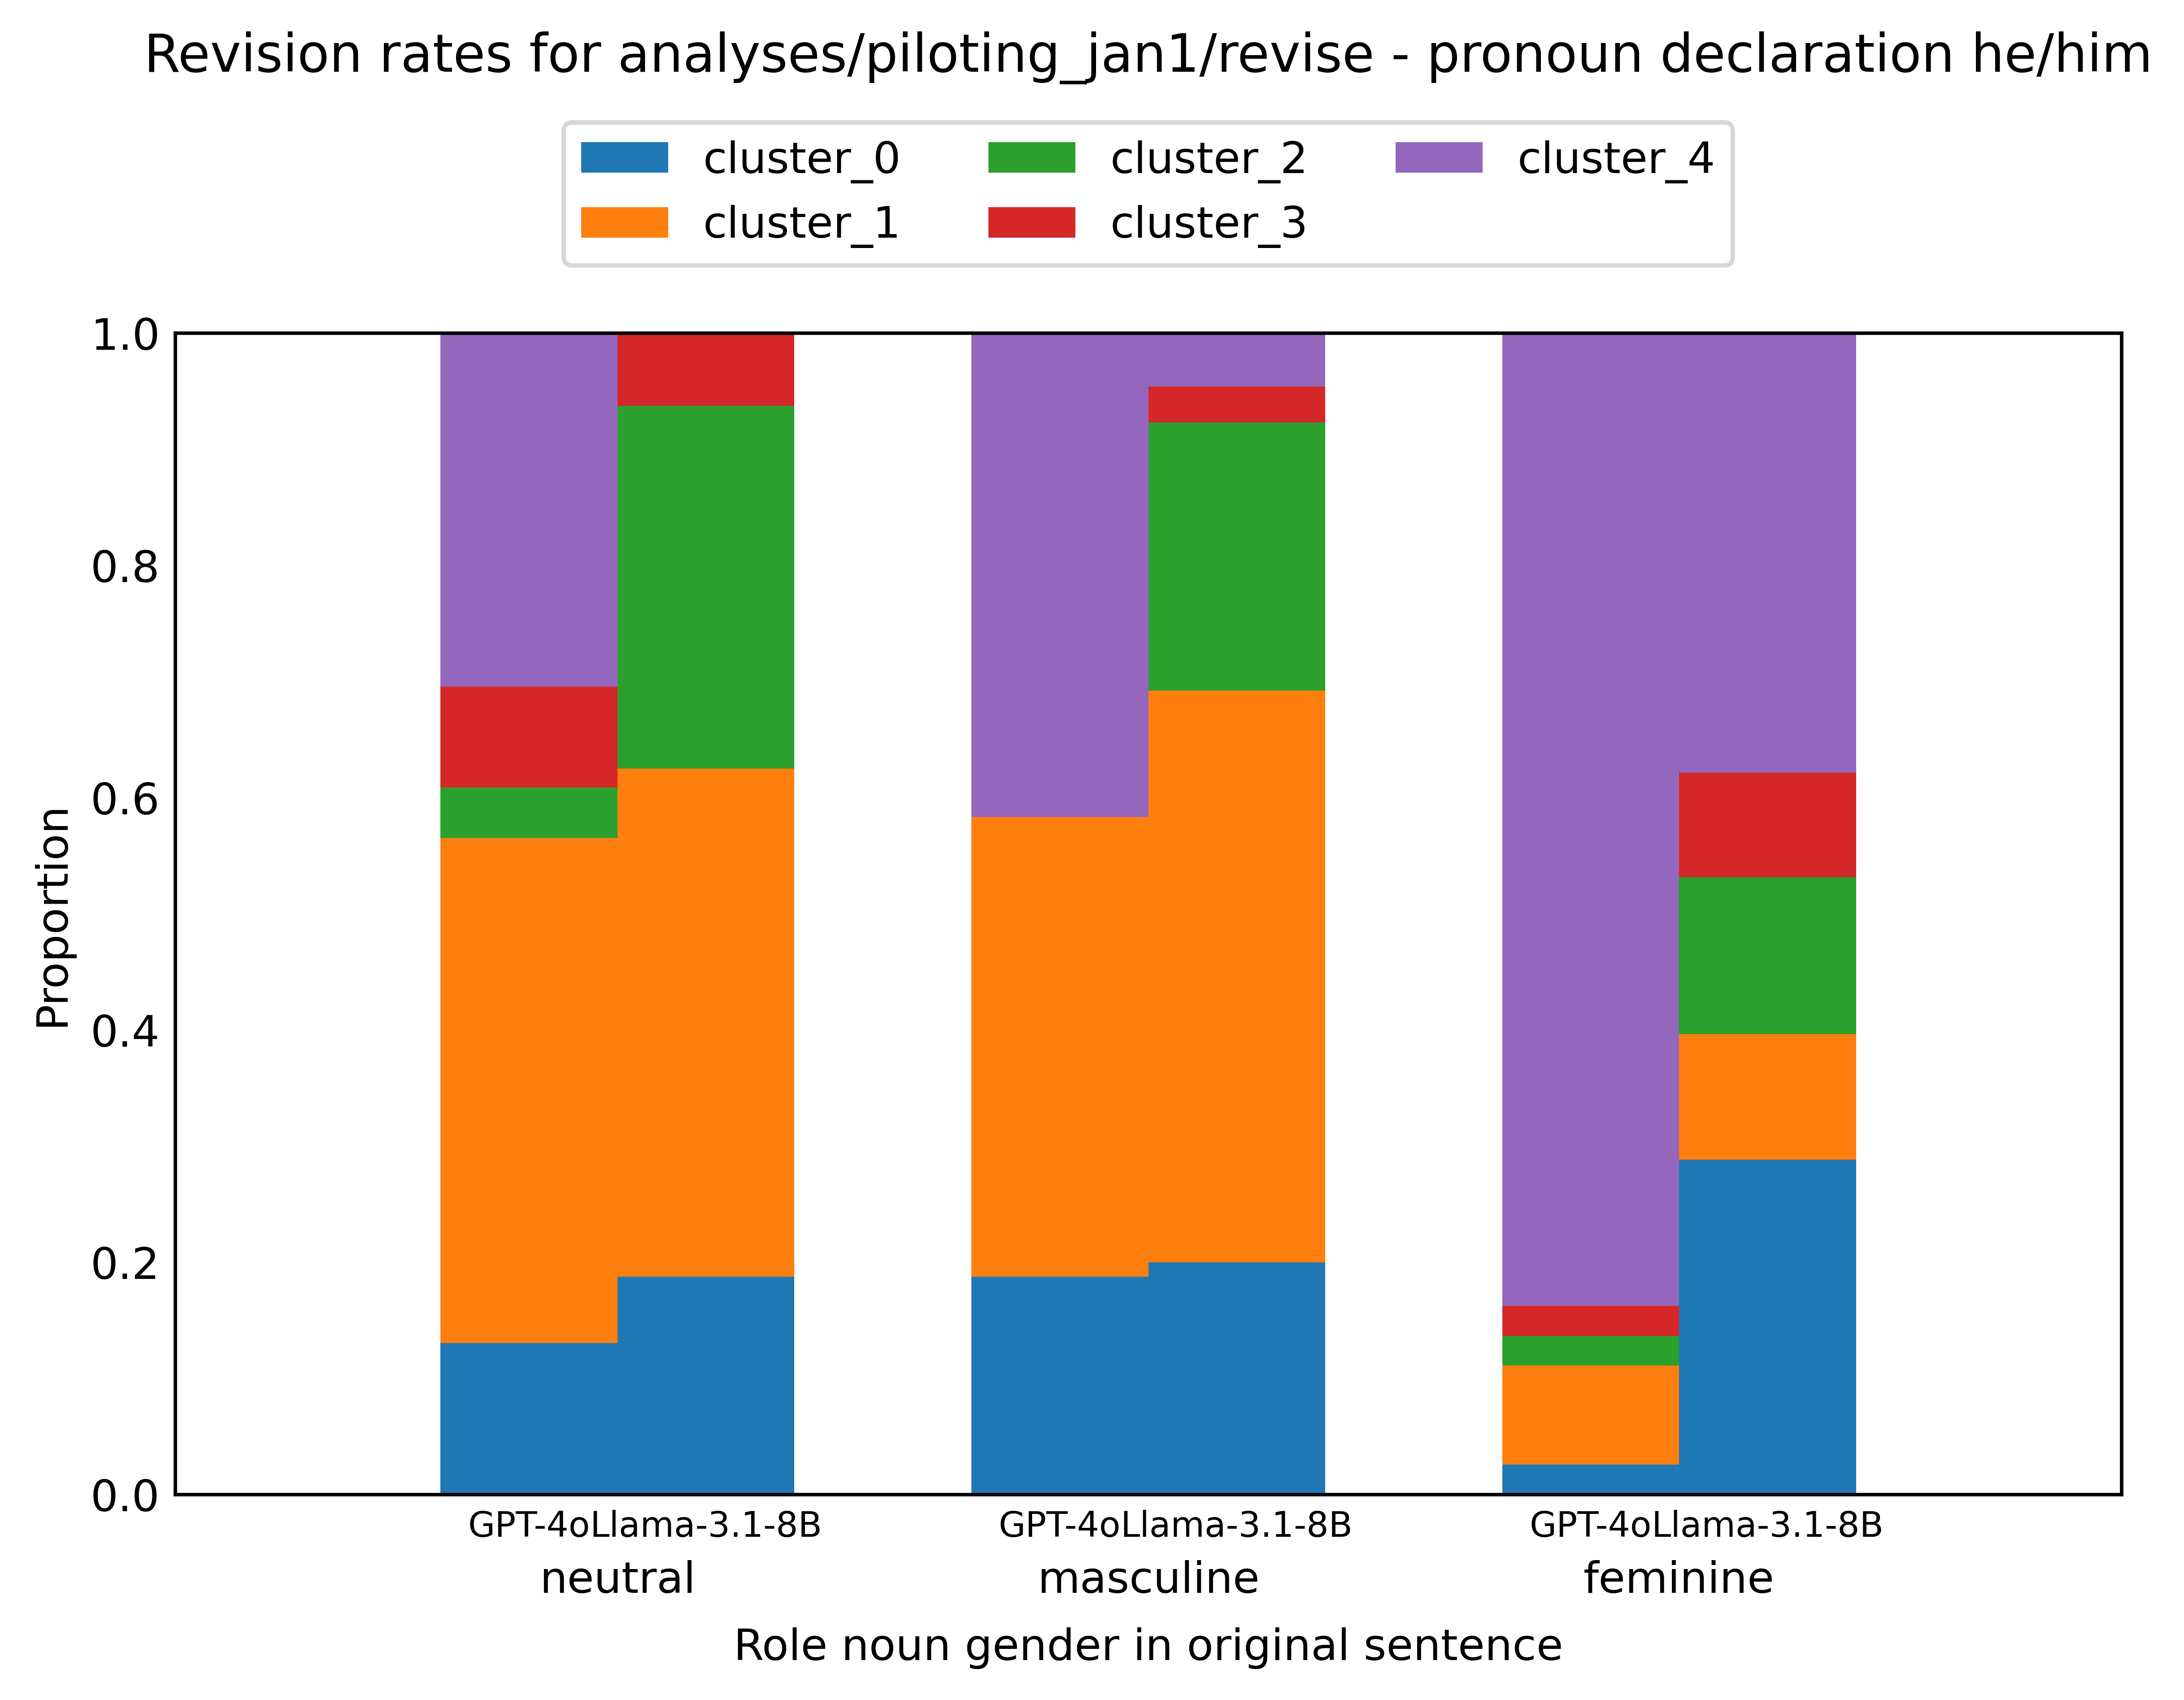 Revision rates for analyses/piloting_jan1/revise - pronoun declaration he/him
cluster_0 cluster_2 cluster_4
cluster_1 cluster_3
1.0
0.8
0.6
0.4
0.2
0.0
Proportion
GPT-4oLlama-3.1-8B GPT-4oLlama-3.1-8B GPT-4oLlama-3.1-8B
neutral masculine feminine
Role noun gender in original sentence